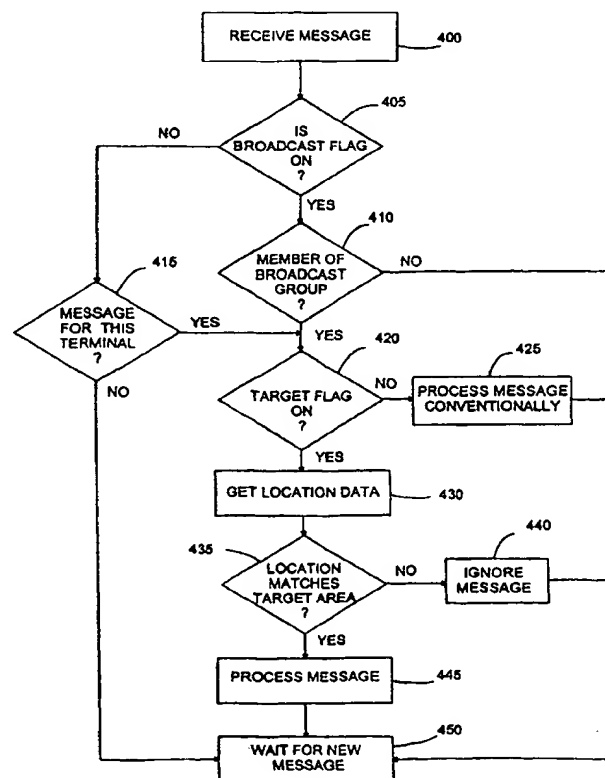 RECEIVE MESSAGE
400
405
NO
IS
BROADCAST FLAG
ON
?
YES
410
MEMBER OF
BROADCAST
GROUP
?
NO
415
MESSAGE
FOR THIS
TERMINAL
?
YES
YES
NO
420
TARGET FLAG
ON
?
NO
425
PROCESS MESSAGE
CONVENTIONALLY
YES
GET LOCATION DATA
430
435
LOCATION
MATCHES
TARGET AREA
?
NO
440
IGNORE
MESSAGE
YES
PROCESS MESSAGE
445
450
WAIT FOR NEW
MESSAGE